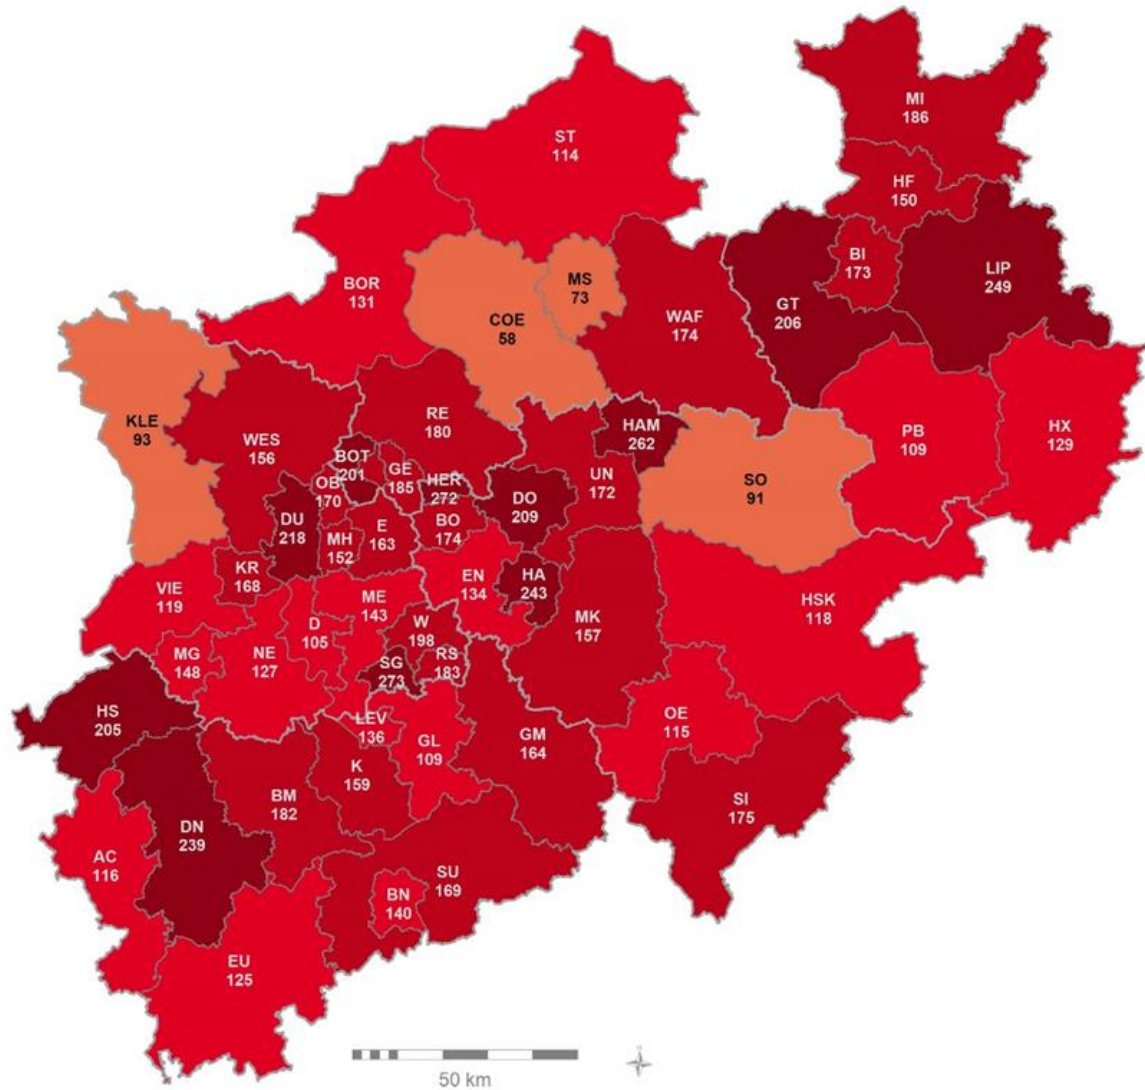 MI
186
ST
114
HF
150
BI
173
LIP
249
MS
73
BOR
131
GT
206
COE
58
WAF
174
KLE
93
RE
180
HAM
262
PB
109
HX
129
WES
156
BOT
201
GE
185
HER
272
UN
172
SO
91
OB
170
DO
209
DU
218
MH
152
E
163
BO
174
KR
168
EN
134
HA
243
VIE
119
ME
143
HSK
118
MK
157
D
105
W
198
MG
148
NE
127
SG
273
RS
183
HS
205
LEV
136
GL
109
GM
164
OE
115
K
159
BM
182
SI
175
DN
239
AC
116
SU
169
BN
140
EU
125
50 km